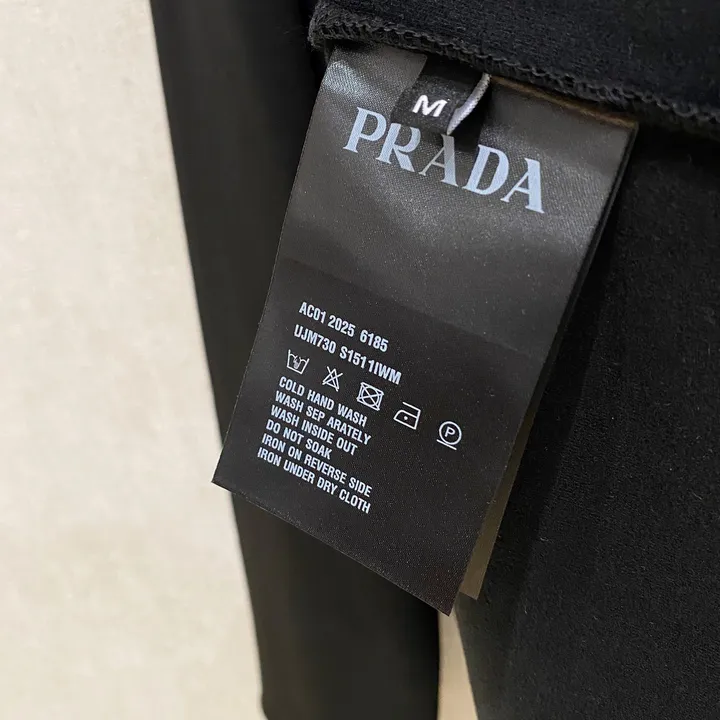 M
PRADA
AC01 2025 6185
UJM730 S1511IWM
P
COLD HAND WASH
WASH SEP ARATELY
WASH INSIDE OUT
DO NOT SOAK
IRON ON REVERSE SIDE
IRON UNDER DRY CLOTH